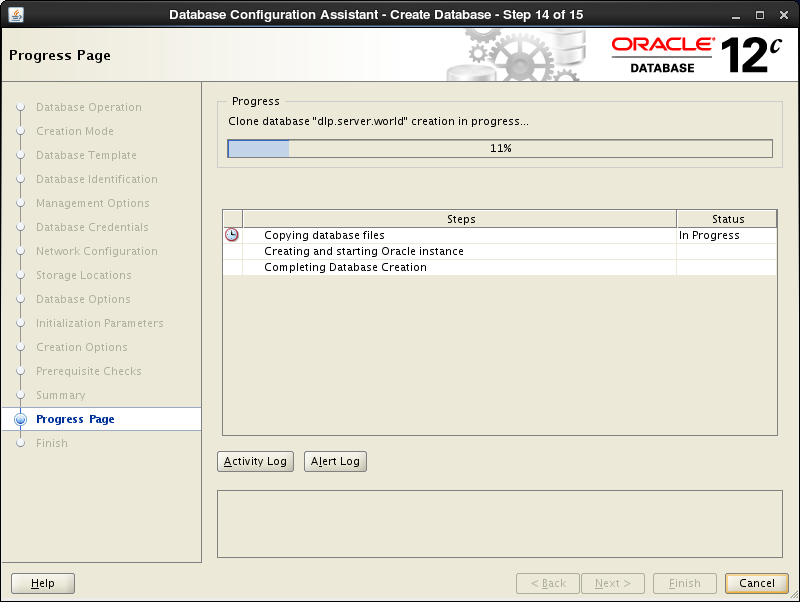 Database Configuration Assistant - Create Database - Step 14 of 15
Progress Page
ORACLE
DATABASE
12c
Database Operation
Creation Mode
Database Template
Database Identification
Management Options
Database Credentials
Network Configuration
Storage Locations
Database Options
Initialization Parameters
Creation Options
Prerequisite Checks
Summary
Progress Page
Finish
Progress
Clone database "dlp.server.world" creation in progress...
11%
Steps Status
Copying database files In Progress
Creating and starting Oracle instance
Completing Database Creation
Activity Log Alert Log
Help < Back Next > Finish Cancel